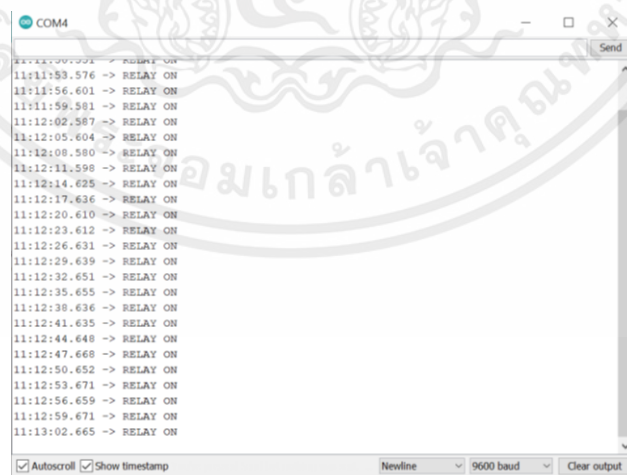 COM4
Send
11:11:53.576 -> RELAY ON
11:11:56.601 -> RELAY ON
11:11:59.581 -> RELAY ON
11:12:02.587 -> RELAY ON
11:12:05.604 -> RELAY ON
11:12:08.580 -> RELAY ON
11:12:11.598 -> RELAY ON
11:12:14.625 -> RELAY ON
11:12:17.636 -> RELAY ON
11:12:20.610 -> RELAY ON
11:12:23.612 -> RELAY ON
11:12:26.631 -> RELAY ON
11:12:29.639 -> RELAY ON
11:12:32.651 -> RELAY ON
11:12:35.655 -> RELAY ON
11:12:38.636 -> RELAY ON
11:12:41.635 -> RELAY ON
11:12:44.648 -> RELAY ON
11:12:47.668 -> RELAY ON
11:12:50.652 -> RELAY ON
11:12:53.671 -> RELAY ON
11:12:56.659 -> RELAY ON
11:12:59.671 -> RELAY ON
11:13:02.665 -> RELAY ON
Autoscroll Show timestamp Newline 9600 baud Clear output